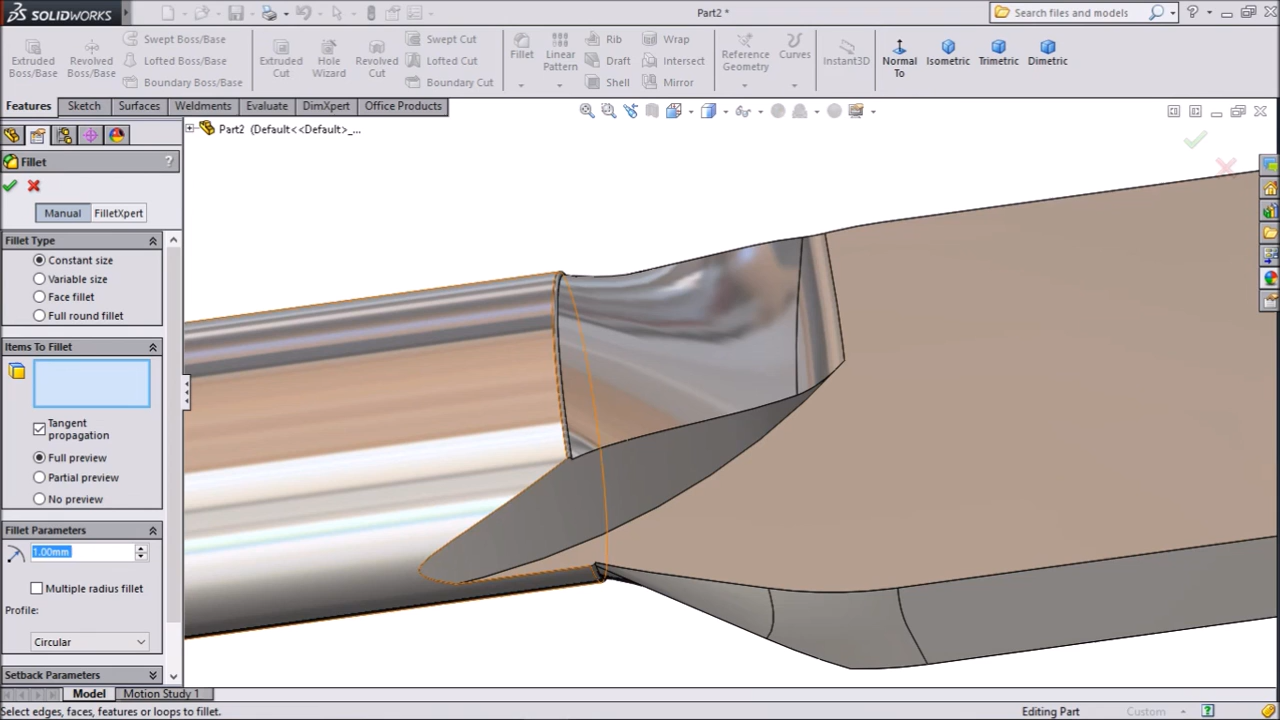 SOLIDWORKS
Part2 *
Search files and models
Extruded Boss/Base
Revolved Boss/Base
Swept Boss/Base
Lofted Boss/Base
Boundary Boss/Base
Extruded Cut
Hole Wizard
Revolved Cut
Swept Cut
Lofted Cut
Boundary Cut
Fillet
Linear Pattern
Rib
Draft
Shell
Wrap
Intersect
Mirror
Reference Geometry
Curves
Instant3D
Normal To
Isometric
Trimetric
Dimetric
Features
Sketch
Surfaces
Weldments
Evaluate
DimXpert
Office Products
Part2 (Default<<Default>_...
Fillet
?
Manual
FilletXpert
Fillet Type
Constant size
Variable size
Face fillet
Full round fillet
Items To Fillet
Tangent
propagation
Full preview
Partial preview
No preview
Fillet Parameters
1.00mm
Multiple radius fillet
Profile:
Circular
Setback Parameters
Model
Motion Study 1
Select edges, faces, features or loops to fillet.
Editing Part
Custom